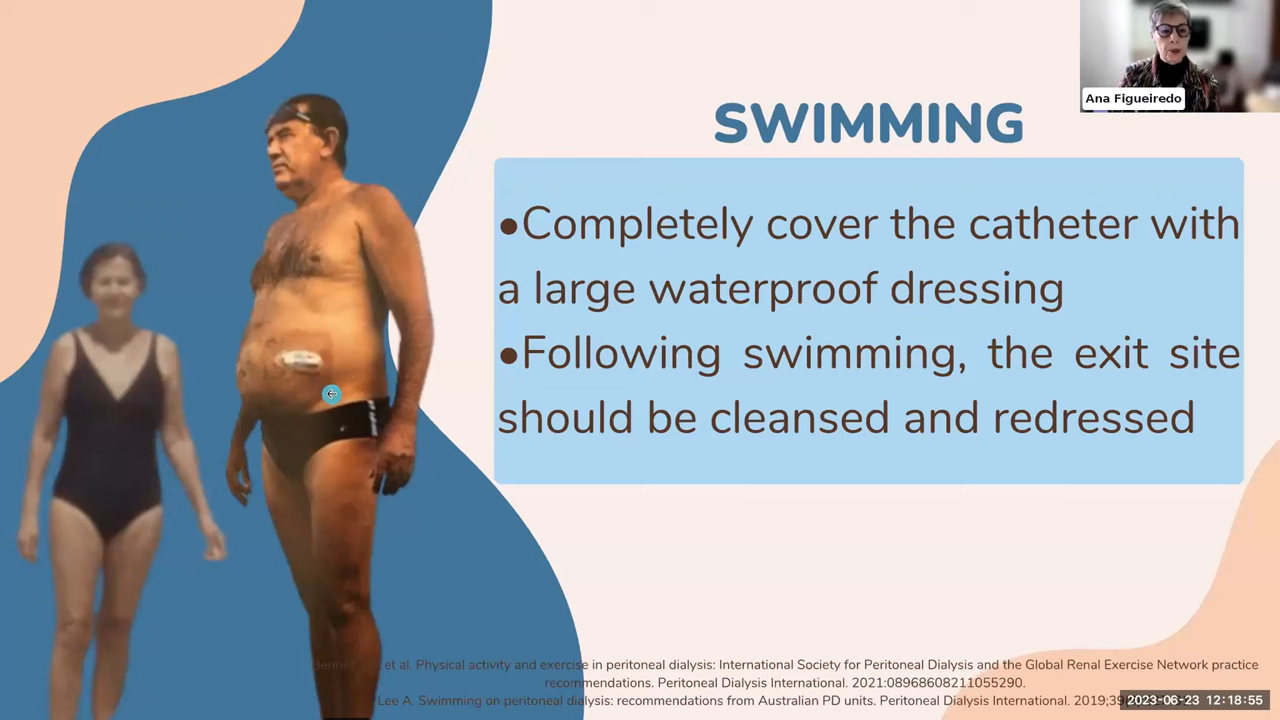 Ana Figueiredo
SWIMMING
•Completely cover the catheter with
a large waterproof dressing
•Following swimming, the exit site
should be cleansed and redressed
et al. Physical activity and exercise in peritoneal dialysis: International Society for Peritoneal Dialysis and the Global Renal Exercise Network practice
recommendations. Peritoneal Dialysis International. 2021:08968608211055290.
Lee A. Swimming on peritoneal dialysis: recommendations from Australian PD units. Peritoneal Dialysis International. 2019;39
2023-06-23 12:18:55